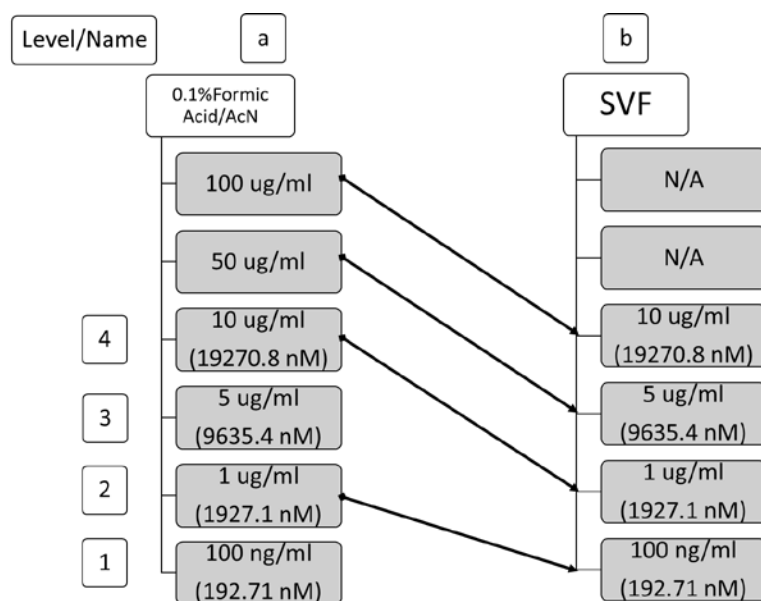 Level/Name
a
b
0.1%Formic
Acid/AcN
SVF
100 ug/ml
N/A
50 ug/ml
N/A
4
10 ug/ml
(19270.8 nM)
10 ug/ml
(19270.8 nM)
3
5 ug/ml
(9635.4 nM)
5 ug/ml
(9635.4 nM)
2
1 ug/ml
(1927.1 nM)
1 ug/ml
(1927.1 nM)
1
100 ng/ml
(192.71 nM)
100 ng/ml
(192.71 nM)